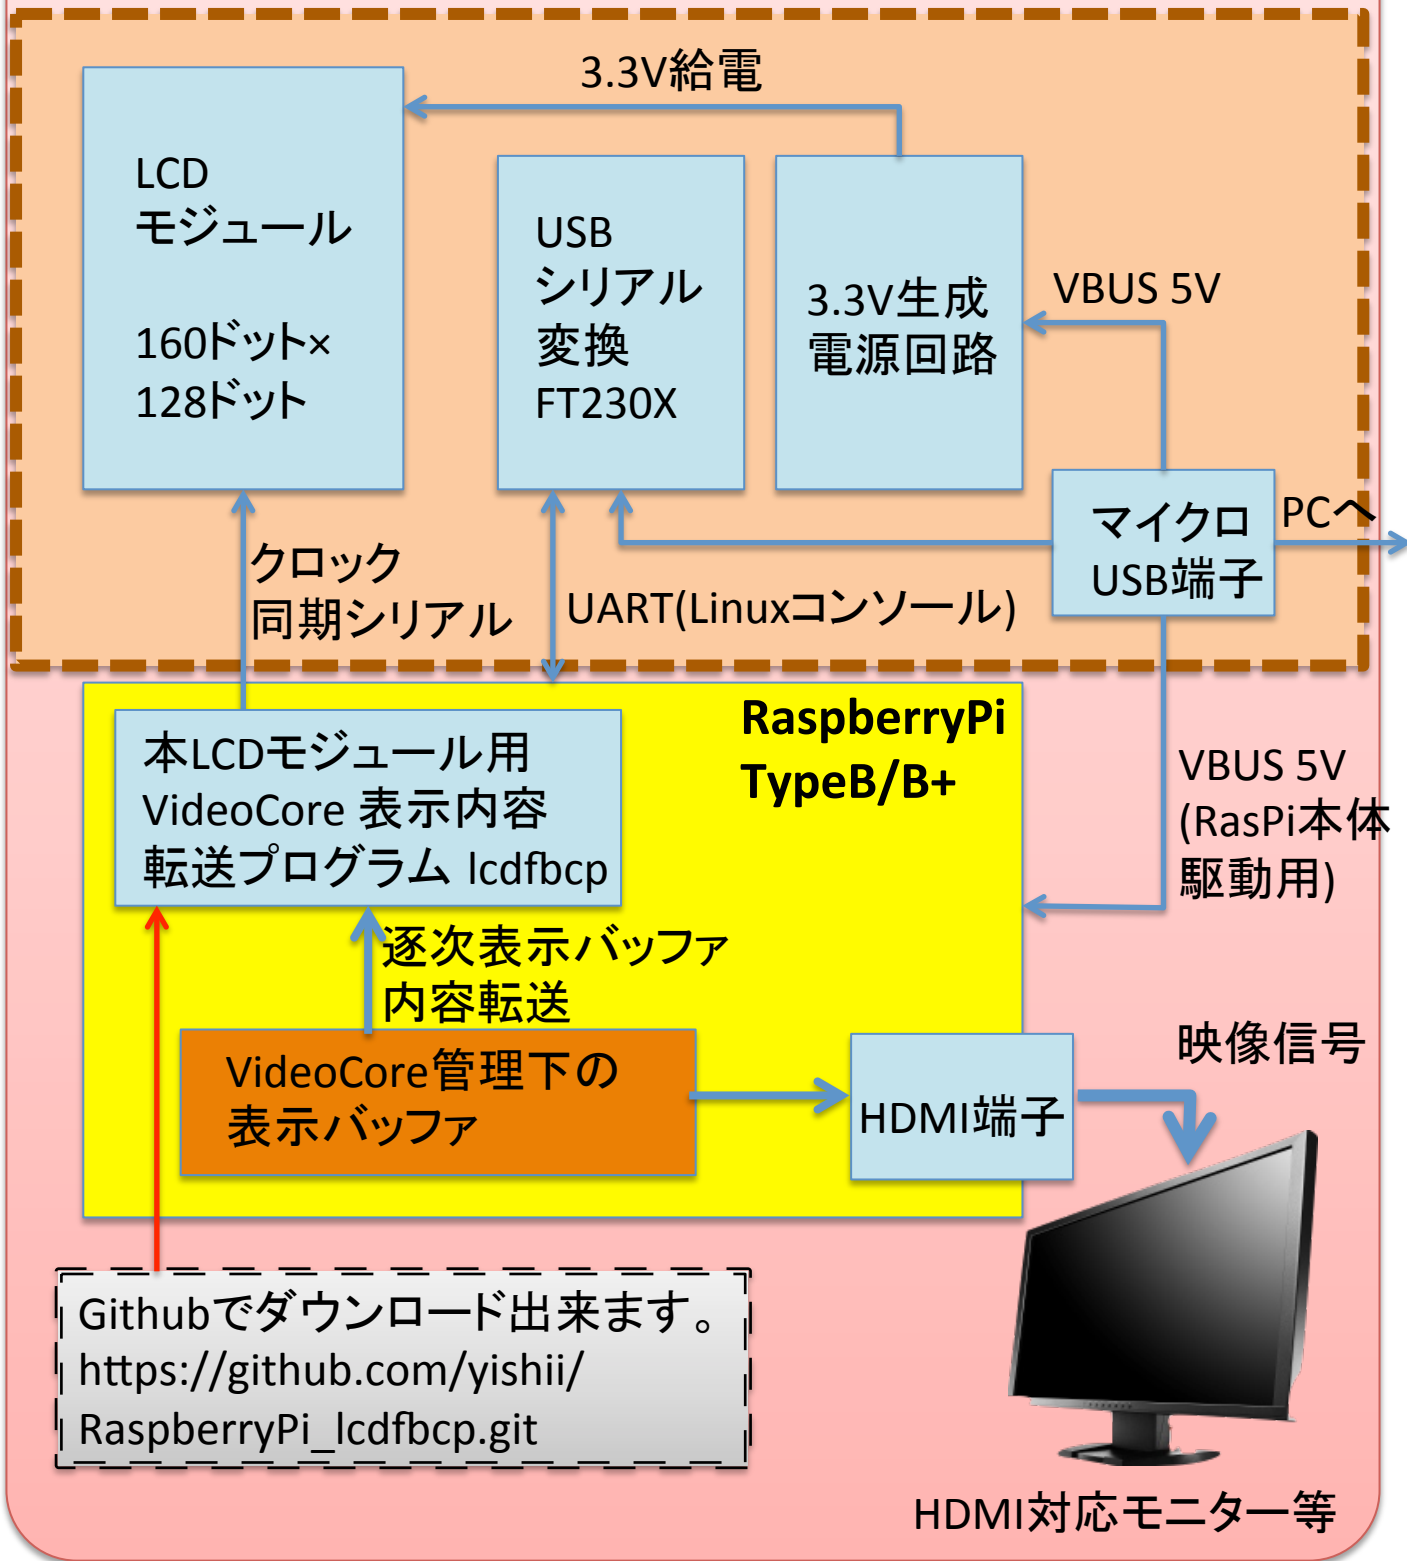 3.3V給電
LCD
モジュール
160ドット×
128ドット
USB
シリアル
変換
FT230X
3.3V生成
電源回路
VBUS 5V
マイクロ
USB端子
PCへ
クロック
同期シリアル
UART(Linuxコンソール)
RaspberryPi
TypeB/B+
本LCDモジュール用
VideoCore 表示内容
転送プログラム lcdfbcp
VBUS 5V
(RasPi本体
駆動用)
逐次表示バッファ
内容転送
VideoCore管理下の
表示バッファ
HDMI端子
映像信号
Githubでダウンロード出来ます。
https://github.com/yishii/
RaspberryPi_lcdfbcp.git
HDMI対応モニター等